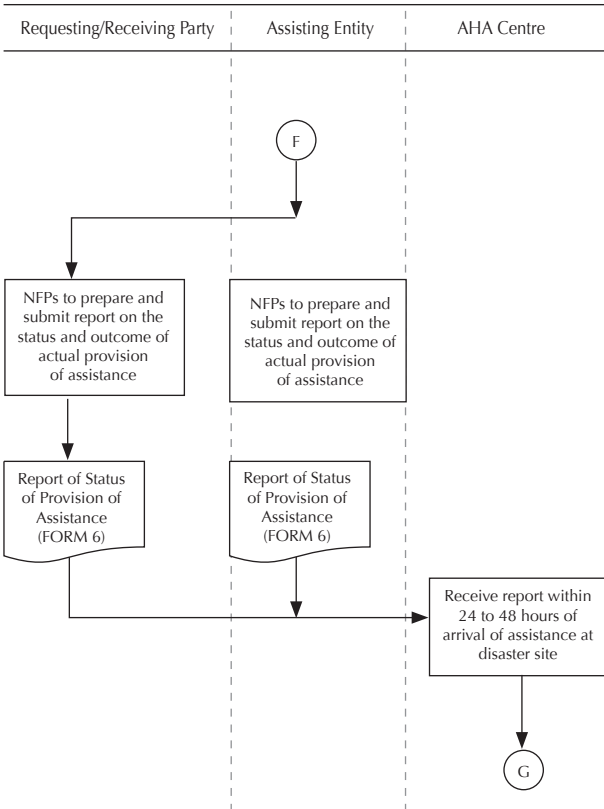 Requesting/Receiving Party
Assisting Entity
AHA Centre
F
NFPs to prepare and
submit report on the
status and outcome of
actual provision
of assistance
NFPs to prepare and
submit report on the
status and outcome of
actual provision
of assistance
Report of Status
of Provision of
Assistance
(FORM 6)
Report of Status
of Provision of
Assistance
(FORM 6)
Receive report within
24 to 48 hours of
arrival of assistance at
disaster site
G